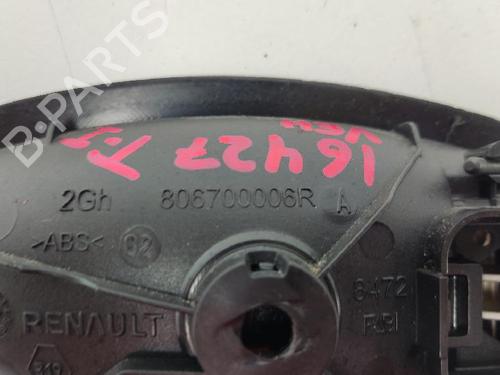 B-PARTS
16427
2Gh 806700006R A
>ABS< 02
8472
RENAULT